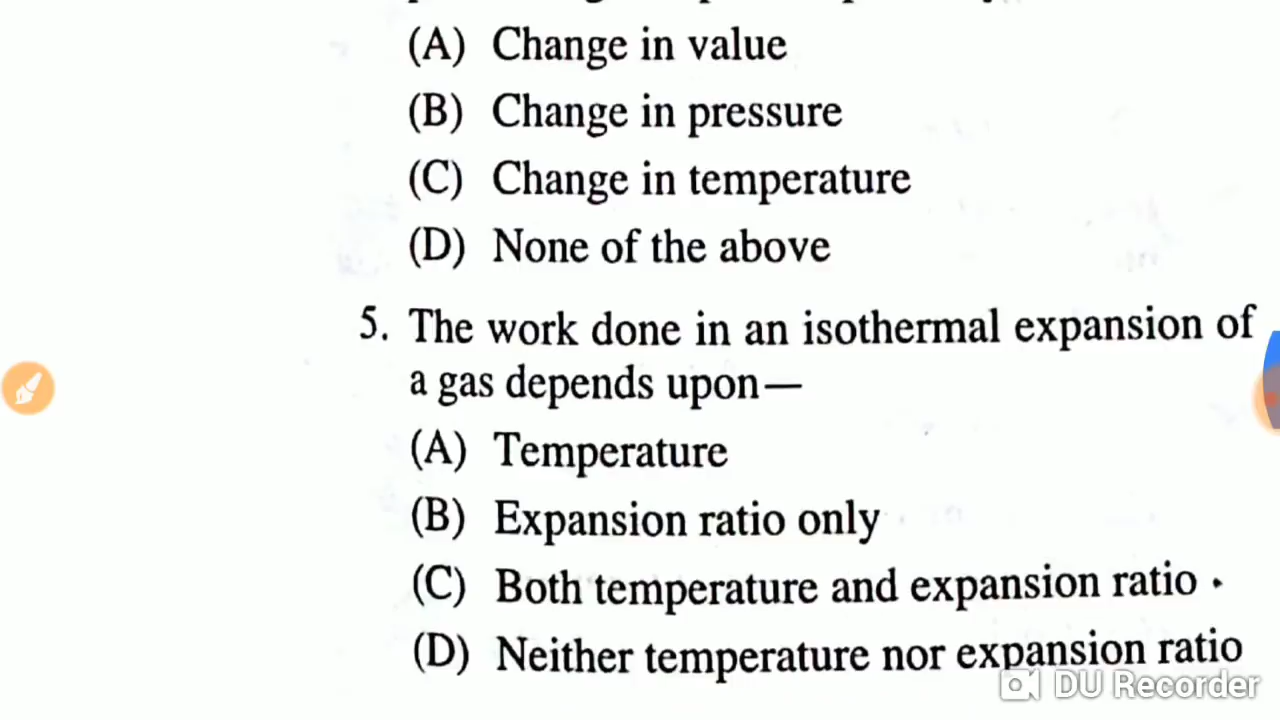 (A) Change in value
(B) Change in pressure
(C) Change in temperature
(D) None of the above
5. The work done in an isothermal expansion of
a gas depends upon—
(A) Temperature
(B) Expansion ratio only
(C) Both temperature and expansion ratio
(D) Neither temperature nor expansion ratio
DU Recorder